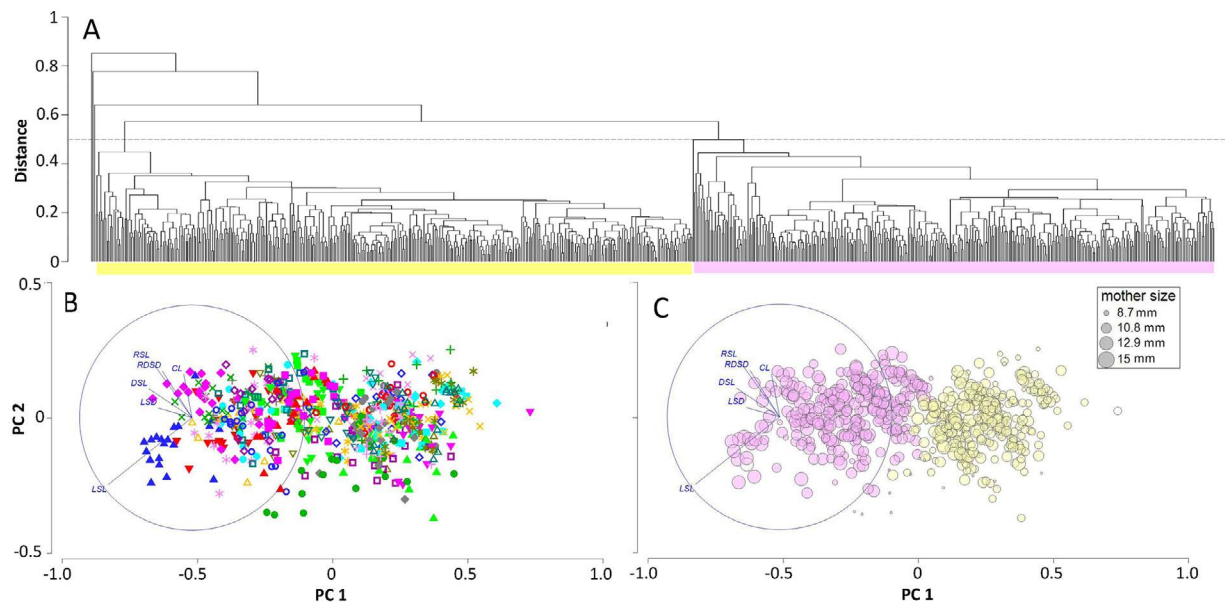 A
1
0.8
0.6
0.4
0.2
0
Distance
B
0.5
0
-0.5
PC 2
RSL
RDSD
CL
DSL
LSD
LSL
-1.0 -0.5 0 0.5 1.0
PC 1
C
mother size
8.7 mm
10.8 mm
12.9 mm
15 mm
RSL
RDSD
CL
DSL
LSD
LSL
-1.0 -0.5 0 0.5 1.0
PC 1